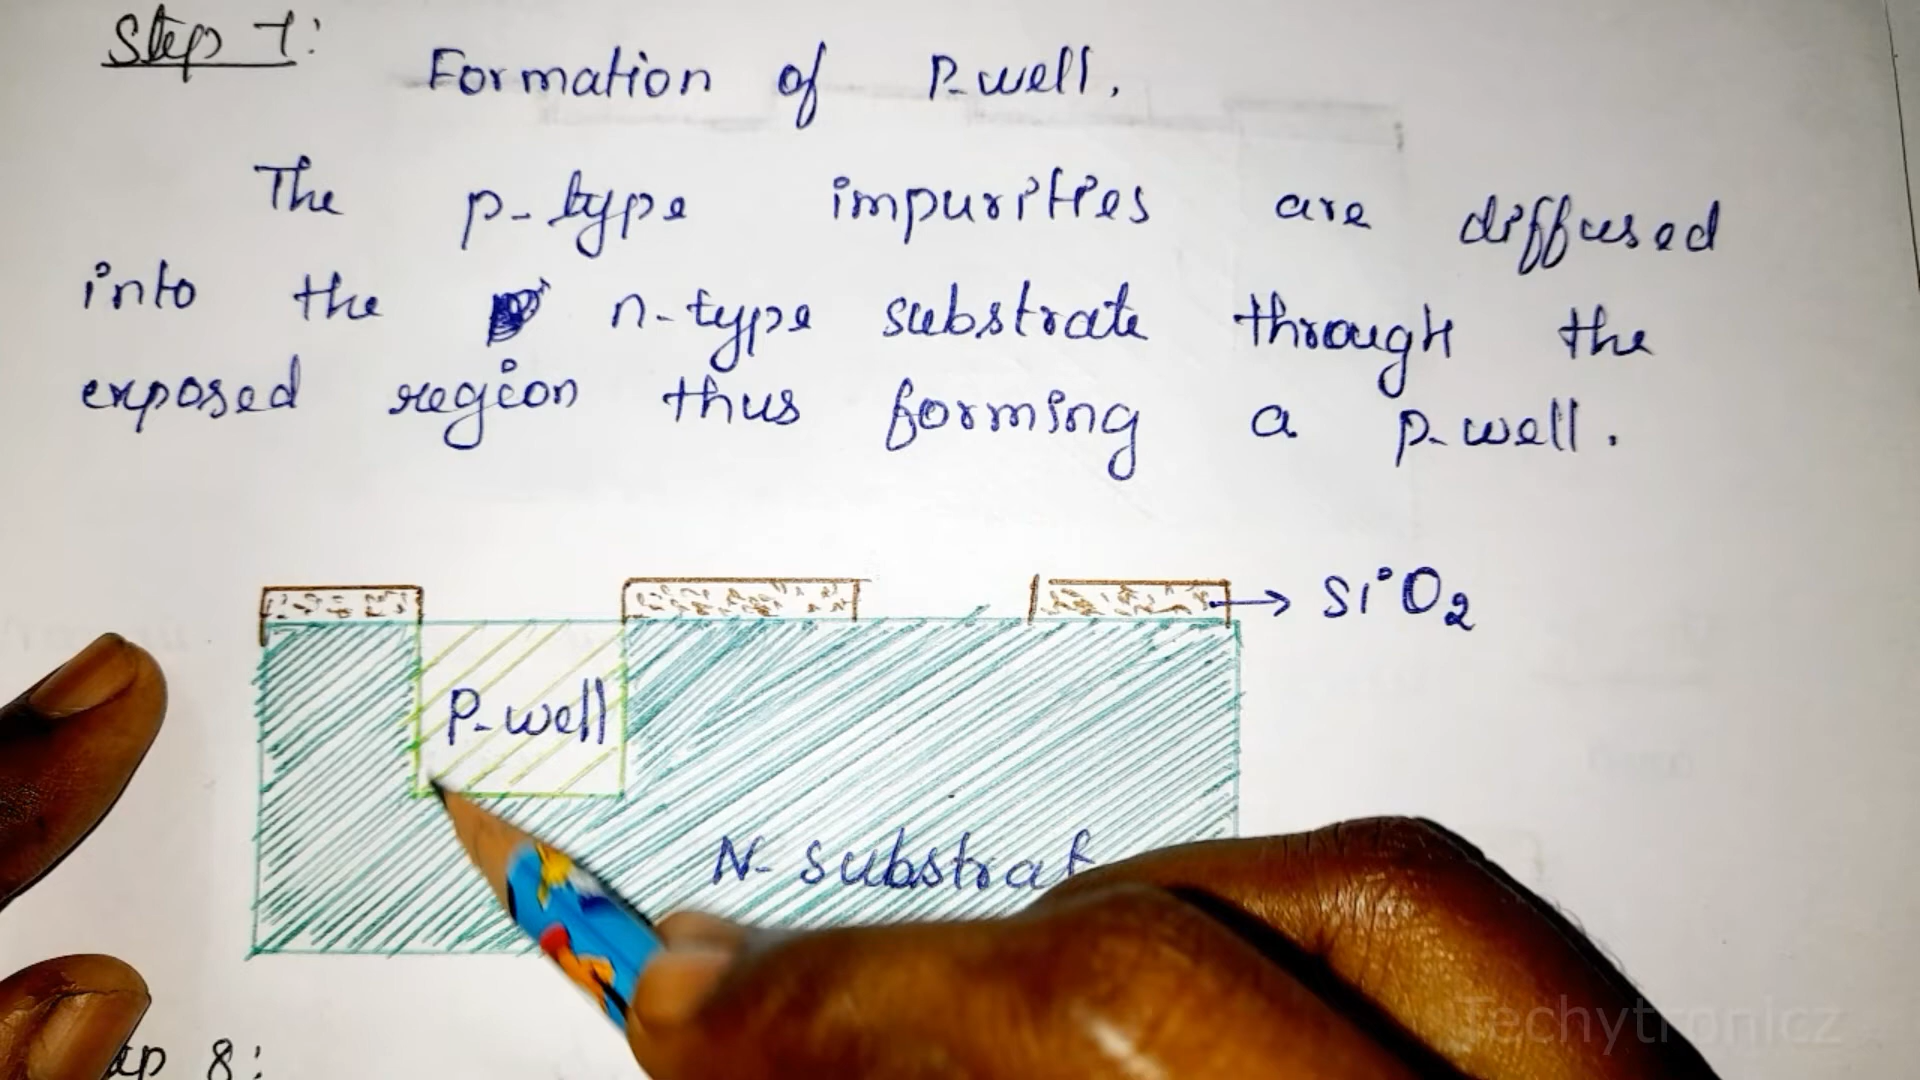 Step 7:
Formation of P-well.
The p-type impurities are diffused
into the n-type substrate through the
exposed region thus forming a p-well.
SiO2
P-well
N-substrat
ep 8:
Techytronicz